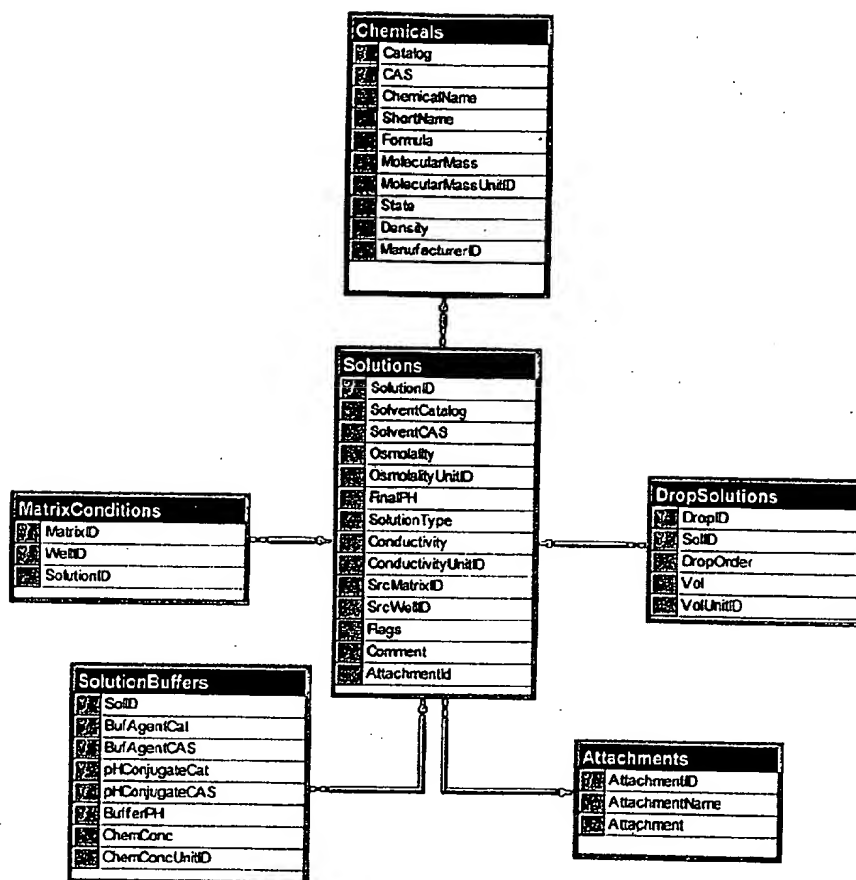 Chemicals
Catalog
CAS
ChemicalName
ShortName
Formula
MolecularMass
MolecularMassUnitID
State
Density
ManufacturerID
Solutions
SolutionID
SolventCatalog
SolventCAS
Osmolality
OsmolalityUnitID
FinalPH
SolutionType
Conductivity
ConductivityUnitID
SrcMatrixID
SrcWellID
Flags
Comment
AttachmentId
MatrixConditions
MatrixID
WellID
SolutionID
DropSolutions
DropID
SolID
DropOrder
Vol
VolUnitID
SolutionBuffers
SolID
BufAgentCat
BufAgentCAS
pHConjugateCat
pHConjugateCAS
BufferPH
ChemConc
ChemConcUnitID
Attachments
AttachmentID
AttachmentName
Attachment